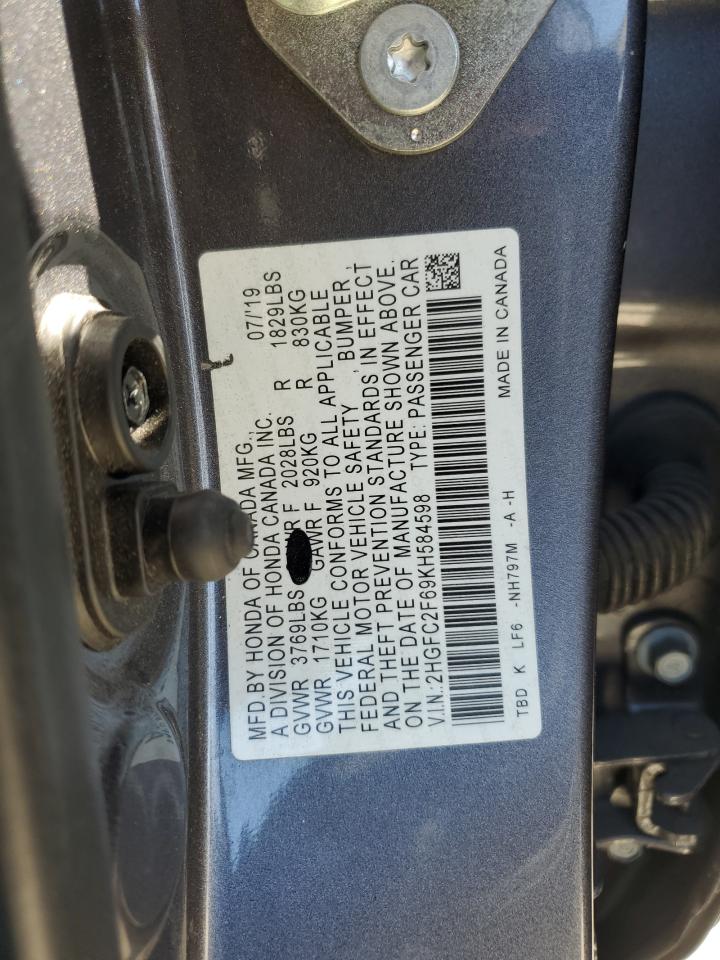 MFD.BY HONDA OF CANADA MFG., 07/'19
A DIVISION OF HONDA CANADA INC.
GVWR 3769LBS GAWR F 2028LBS R 1829LBS
GVWR 1710KG GAWR F 920KG R 830KG
THIS VEHICLE CONFORMS TO ALL APPLICABLE
FEDERAL MOTOR VEHICLE SAFETY, BUMPER,
AND THEFT PREVENTION STANDARDS IN EFFECT
ON THE DATE OF MANUFACTURE SHOWN ABOVE.
V.I.N.:2HGFC2F69KH584598 TYPE: PASSENGER CAR
TBD K LF6 -NH797M -A -H MADE IN CANADA